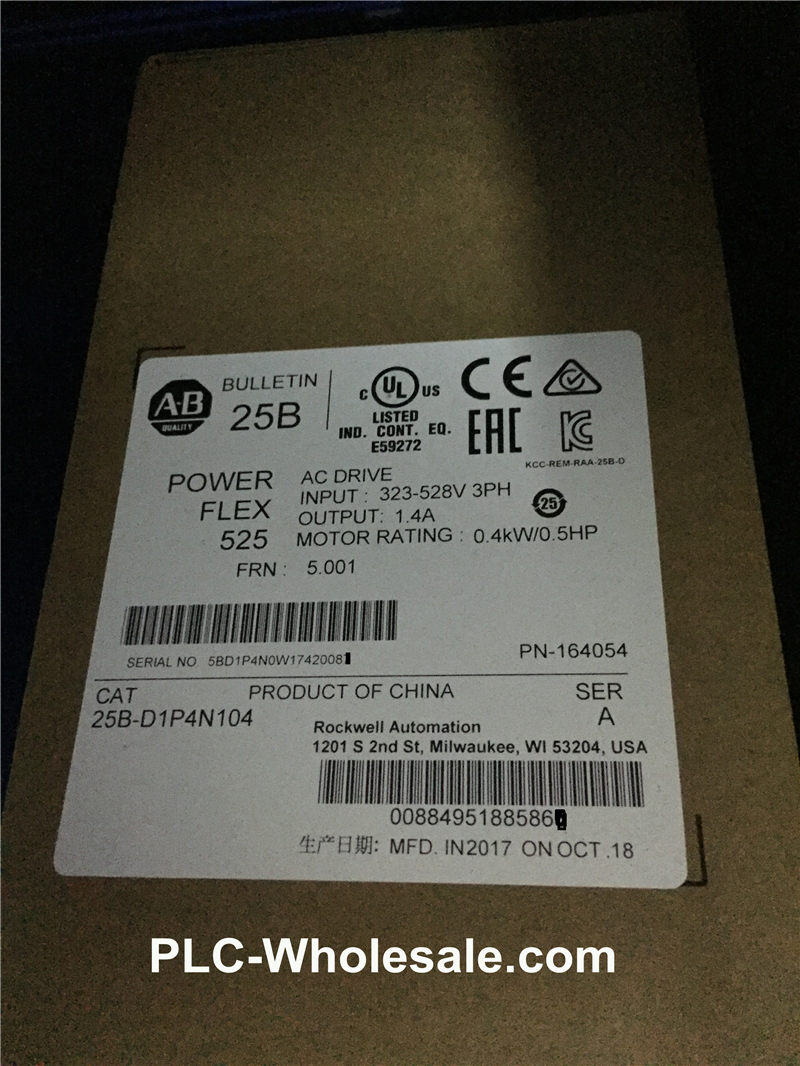 A-B
QUALITY
BULLETIN
25B
C UL US
LISTED
IND. CONT. EQ.
E59272
CE
EAC
KC
KCC-REM-RAA-25B-D
POWER
FLEX
525
AC DRIVE
INPUT : 323-528V 3PH
OUTPUT: 1.4A
MOTOR RATING : 0.4kW/0.5HP
25
FRN : 5.001
SERIAL NO 5BD1P4N0W1742008
PN-164054
CAT
25B-D1P4N104
PRODUCT OF CHINA
SER
A
Rockwell Automation
1201 S 2nd St, Milwaukee, WI 53204, USA
0088495188586
生产日期: MFD. IN2017 ON OCT .18
PLC-Wholesale.com